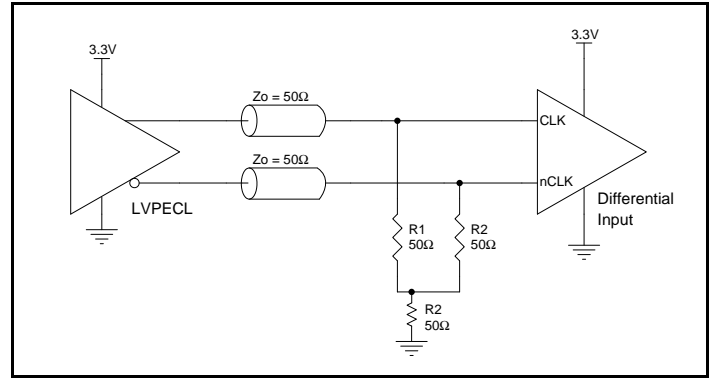 3.3V
3.3V
Zo = 50Ω
CLK
Zo = 50Ω
nCLK
LVPECL
Differential
Input
R1
50Ω
R2
50Ω
R2
50Ω